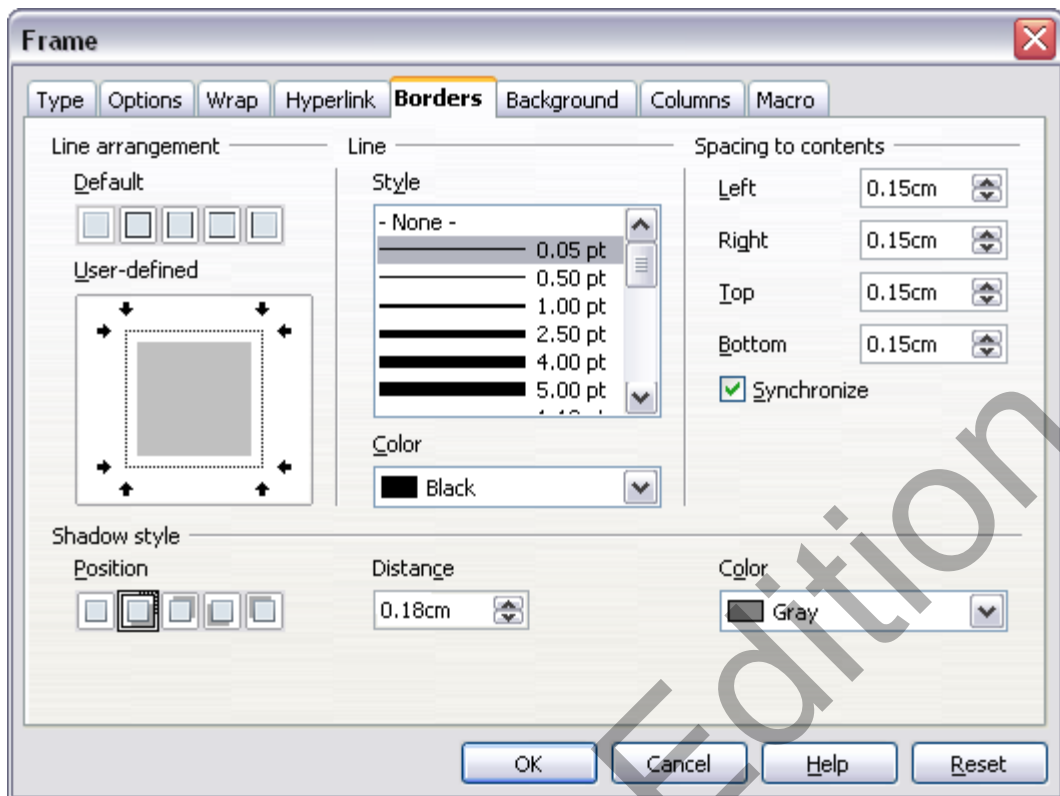 Frame
Type Options Wrap Hyperlink Borders Background Columns Macro
Line arrangement
Default
User-defined
Line
Style
- None -
0.05 pt
0.50 pt
1.00 pt
2.50 pt
4.00 pt
5.00 pt
Color
Black
Spacing to contents
Left 0.15cm
Right 0.15cm
Top 0.15cm
Bottom 0.15cm
Synchronize
Shadow style
Position
Distance
0.18cm
Color
Gray
OK Cancel Help Reset
Edition